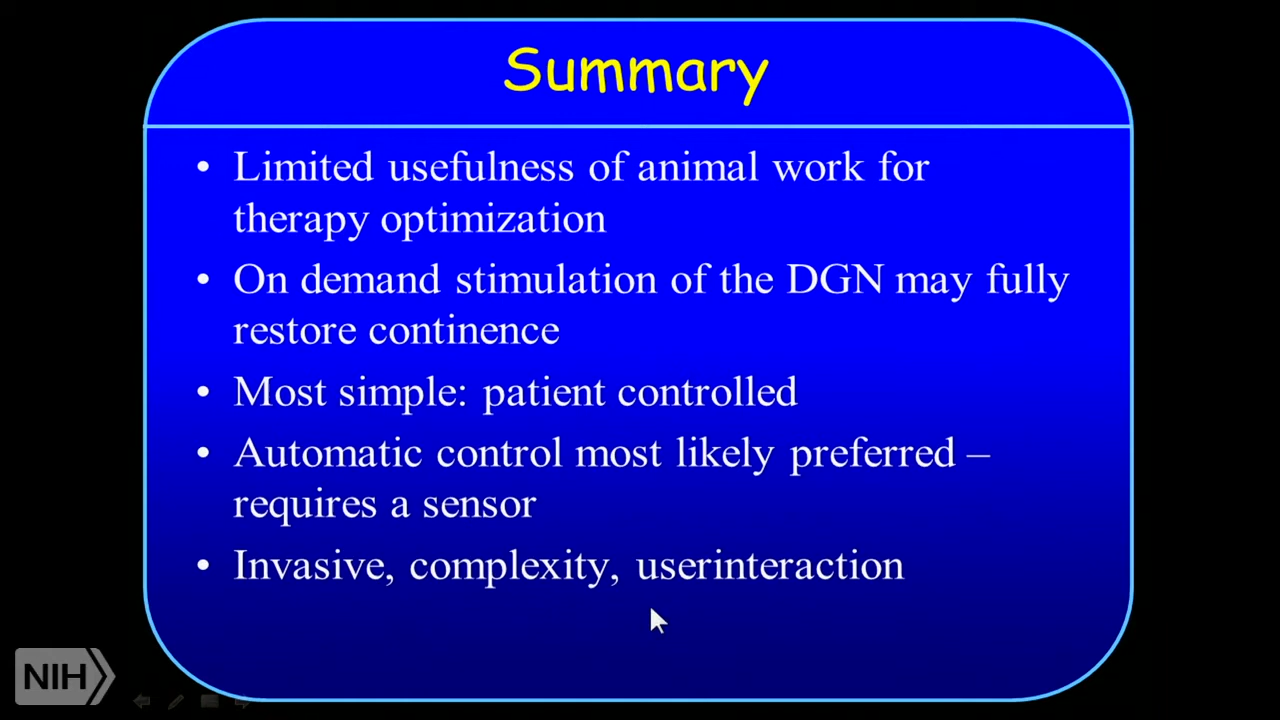 Summary
• Limited usefulness of animal work for
therapy optimization
• On demand stimulation of the DGN may fully
restore continence
• Most simple: patient controlled
• Automatic control most likely preferred –
requires a sensor
• Invasive, complexity, userinteraction
NIH